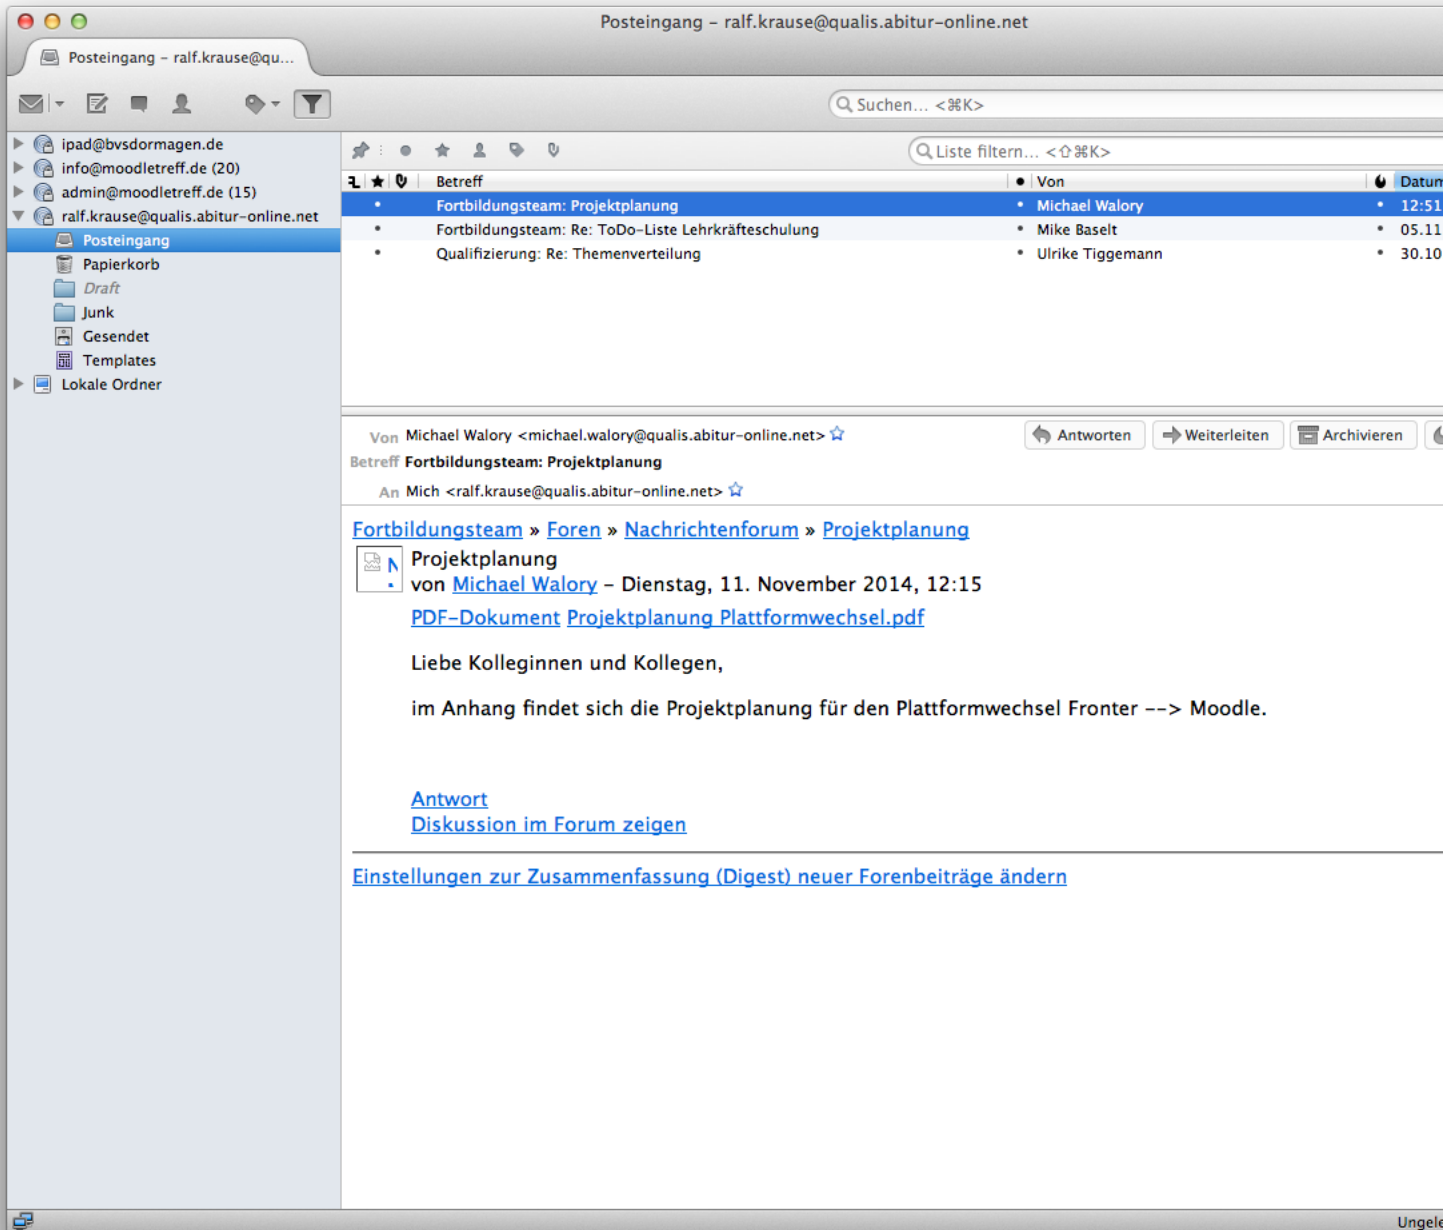 Posteingang – ralf.krause@qualis.abitur-online.net
Posteingang – ralf.krause@qu...
Suchen... <⌘K>
ipad@bvsdormagen.de
info@moodletreff.de (20)
admin@moodletreff.de (15)
ralf.krause@qualis.abitur-online.net
Posteingang
Papierkorb
Draft
Junk
Gesendet
Templates
Lokale Ordner
Liste filtern... <⇧⌘K>
Betreff Von Datum
Fortbildungsteam: Projektplanung Michael Walory 12:51
Fortbildungsteam: Re: ToDo-Liste Lehrkräfteschulung Mike Baselt 05.11
Qualifizierung: Re: Themenverteilung Ulrike Tiggemann 30.10
Von Michael Walory <michael.walory@qualis.abitur-online.net> Antworten Weiterleiten Archivieren
Betreff Fortbildungsteam: Projektplanung
An Mich <ralf.krause@qualis.abitur-online.net>
Fortbildungsteam » Foren » Nachrichtenforum » Projektplanung
Projektplanung
von Michael Walory – Dienstag, 11. November 2014, 12:15
PDF-Dokument Projektplanung Plattformwechsel.pdf
Liebe Kolleginnen und Kollegen,
im Anhang findet sich die Projektplanung für den Plattformwechsel Fronter --> Moodle.
Antwort
Diskussion im Forum zeigen
Einstellungen zur Zusammenfassung (Digest) neuer Forenbeiträge ändern